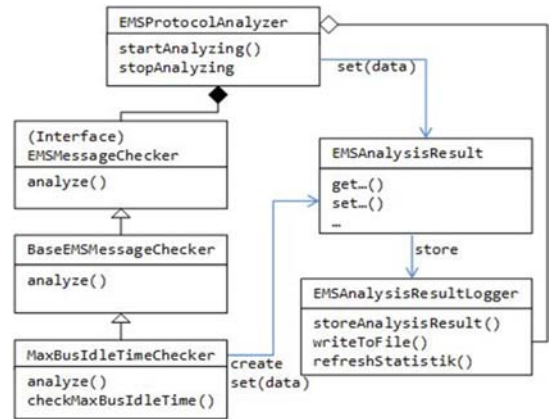 EMSProtocolAnalyzer
startAnalyzing()
stopAnalyzing
set(data)
(Interface)
EMSMessageChecker
analyze()
EMSAnalysisResult
get…()
set…()
…
BaseEMSMessageChecker
analyze()
store
EMSAnalysisResultLogger
storeAnalysisResult()
writeToFile()
refreshStatistik()
MaxBusIdleTimeChecker
analyze()
checkMaxBusIdleTime()
create
set(data)